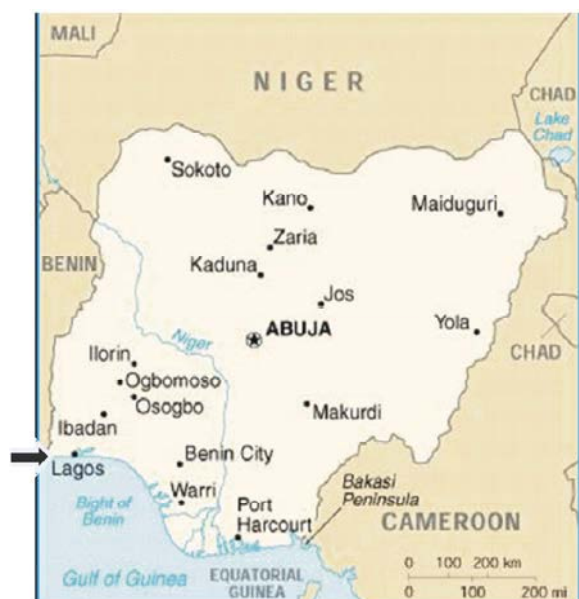 MALI
NIGER
CHAD
Lake
Chad
Sokoto
Kano
Maiduguri
Zaria
BENIN
Kaduna
Jos
Niger
ABUJA
Yola
CHAD
Ilorin
Ogbomoso
Osogbo
Makurdi
Ibadan
Lagos
Benin City
Bight of
Benin
Warri
Port
Harcourt
Bakasi
Peninsula
CAMEROON
Gulf of Guinea
EQUATORIAL
GUINEA
0 100 200 km
0 100 200 mi